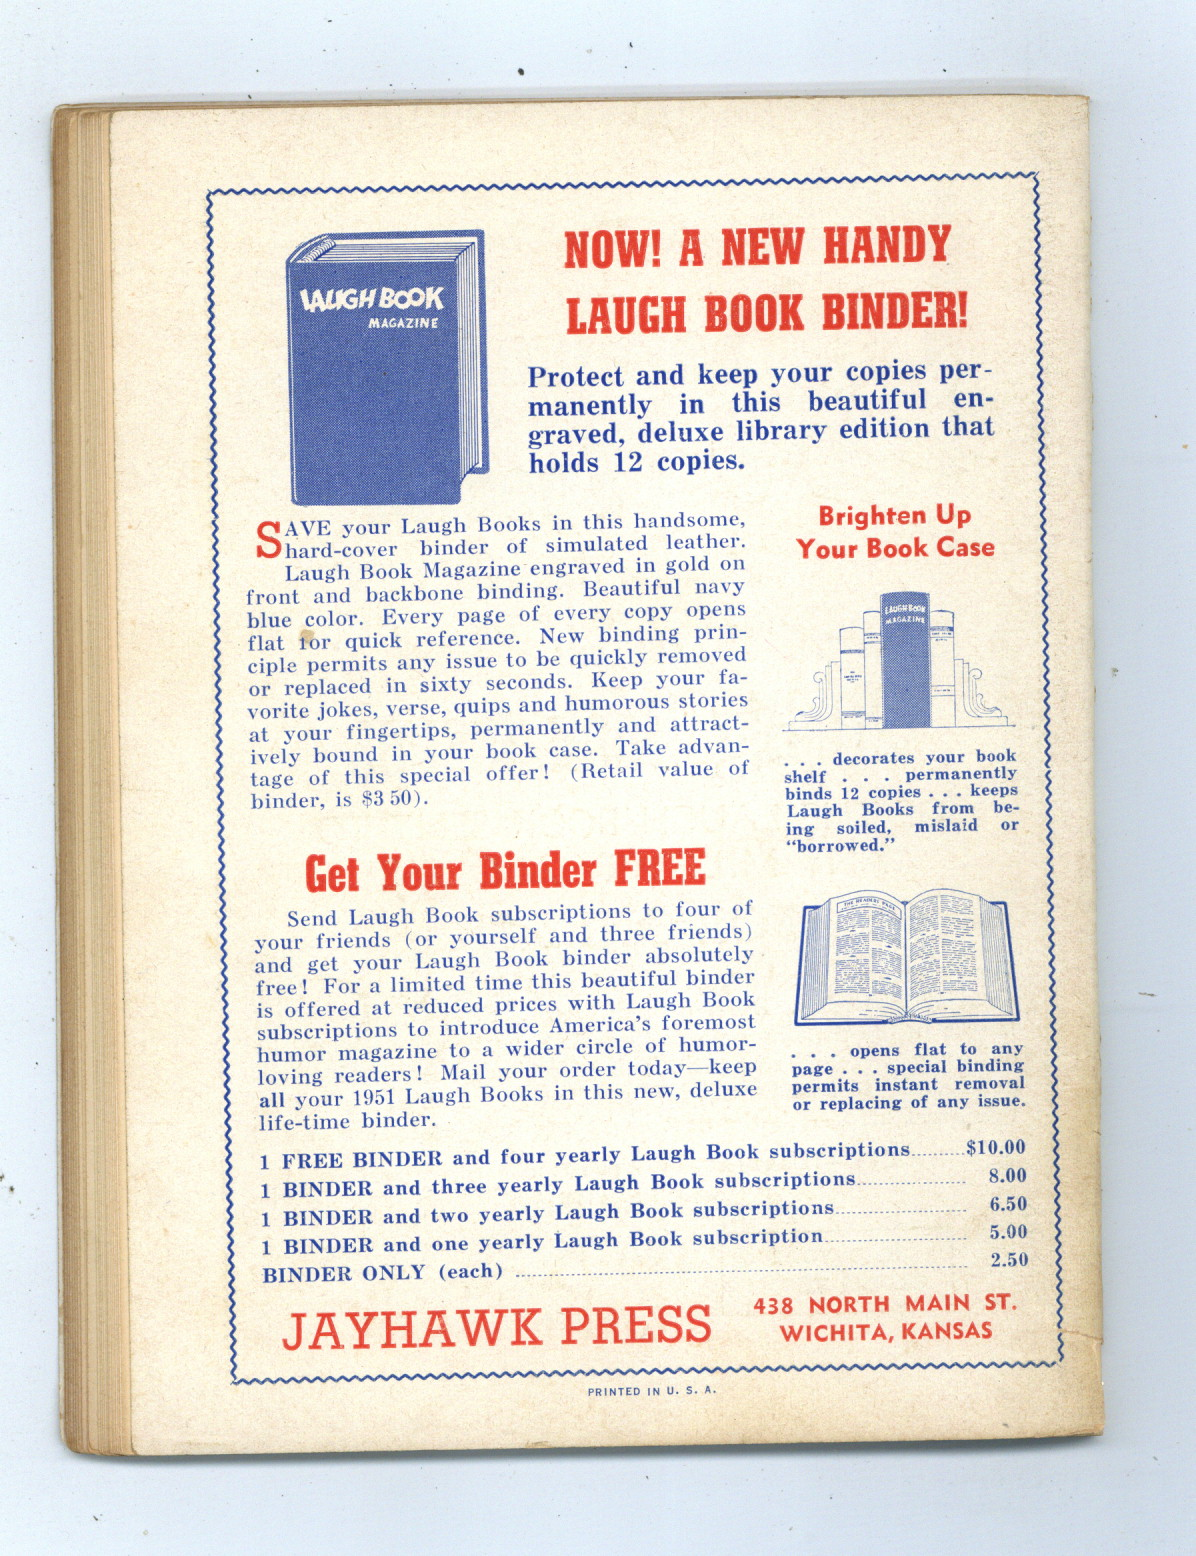 LAUGH BOOK
MAGAZINE
NOW! A NEW HANDY
LAUGH BOOK BINDER!
Protect and keep your copies per-
manently in this beautiful en-
graved, deluxe library edition that
holds 12 copies.
SAVE your Laugh Books in this handsome,
hard-cover binder of simulated leather.
Laugh Book Magazine engraved in gold on
front and backbone binding. Beautiful navy
blue color. Every page of every copy opens
flat for quick reference. New binding prin-
ciple permits any issue to be quickly removed
or replaced in sixty seconds. Keep your fa-
vorite jokes, verse, quips and humorous stories
at your fingertips, permanently and attract-
ively bound in your book case. Take advan-
tage of this special offer! (Retail value of
binder, is $3 50).
Brighten Up
Your Book Case
LAUGH BOOK
MAGAZINE
. . . decorates your book
shelf . . . permanently
binds 12 copies . . . keeps
Laugh Books from be-
ing soiled, mislaid or
“borrowed.”
Get Your Binder FREE
Send Laugh Book subscriptions to four of
your friends (or yourself and three friends)
and get your Laugh Book binder absolutely
free! For a limited time this beautiful binder
is offered at reduced prices with Laugh Book
subscriptions to introduce America’s foremost
humor magazine to a wider circle of humor-
loving readers! Mail your order today—keep
all your 1951 Laugh Books in this new, deluxe
life-time binder.
THE READERS PAGE
. . . opens flat to any
page . . . special binding
permits instant removal
or replacing of any issue.
1 FREE BINDER and four yearly Laugh Book subscriptions.........$10.00
1 BINDER and three yearly Laugh Book subscriptions.................. 8.00
1 BINDER and two yearly Laugh Book subscriptions...................... 6.50
1 BINDER and one yearly Laugh Book subscription........................ 5.00
BINDER ONLY (each) ........................................................................ 2.50
JAYHAWK PRESS
438 NORTH MAIN ST.
WICHITA, KANSAS
PRINTED IN U. S. A.